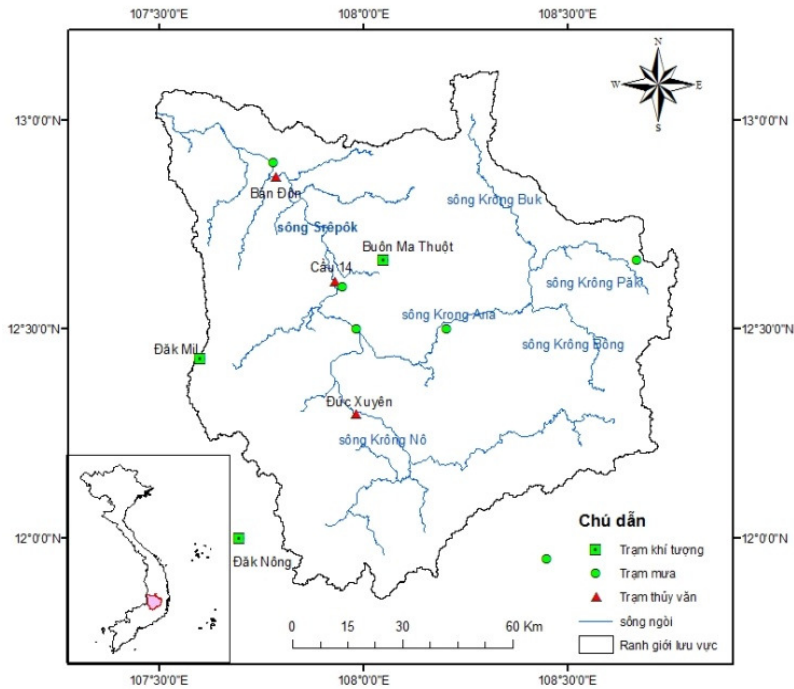 107°30'0"E 108°0'0"E 108°30'0"E
N
W E
S
13°0'0"N 13°0'0"N
Bản Đôn
sông Krông Buk
sông Srêpôk
Buôn Ma Thuột
Cầu 14
sông Krông Păk
sông Krong Ana
12°30'0"N 12°30'0"N
sông Krông Bông
Đăk Mil
Đức Xuyên
sông Krông Nô
Chú dẫn
12°0'0"N 12°0'0"N
Trạm khí tượng
Đăk Nông
Trạm mưa
Trạm thủy văn
0 15 30 60 Km
sông ngòi
Ranh giới lưu vực
107°30'0"E 108°0'0"E 108°30'0"E